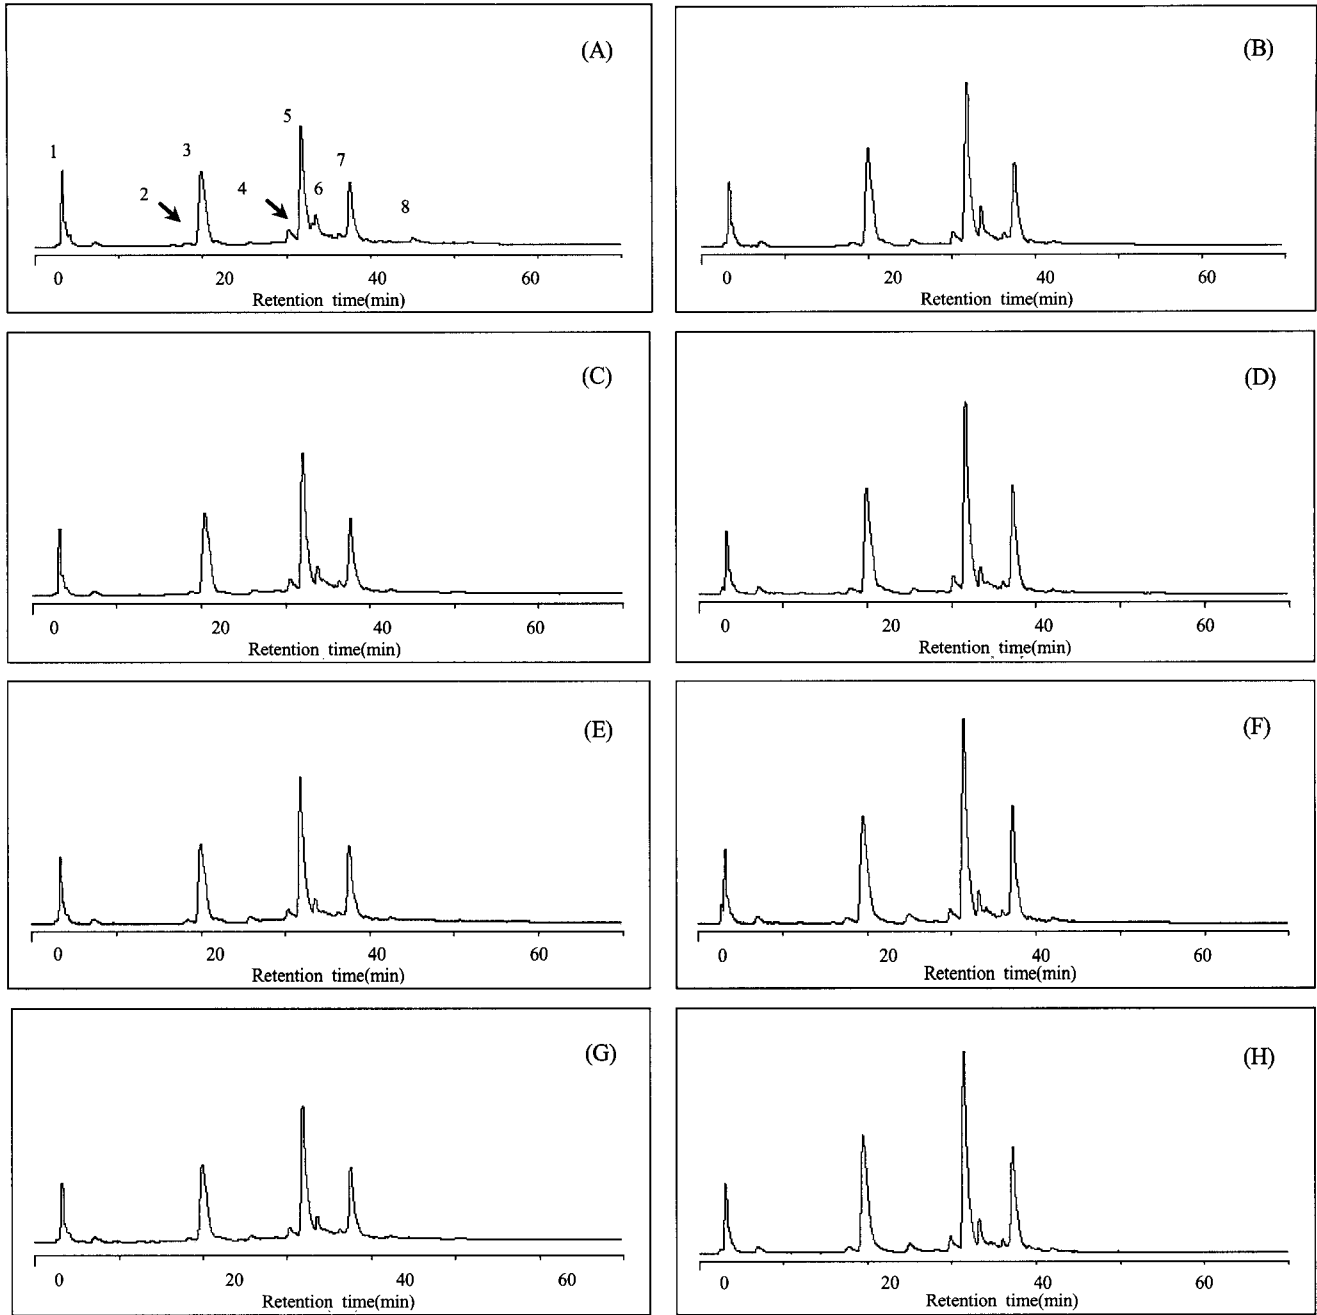 (A)
5
1
3
7
2
4
6
8
0 20 40 60
Retention time(min)
(B)
0 20 40 60
Retention time(min)
(C)
0 20 40 60
Retention time(min)
(D)
0 20 40 60
Retention time(min)
(E)
0 20 40 60
Retention time(min)
(F)
0 20 40 60
Retention time(min)
(G)
0 20 40 60
Retention time(min)
(H)
0 20 40 60
Retention time(min)